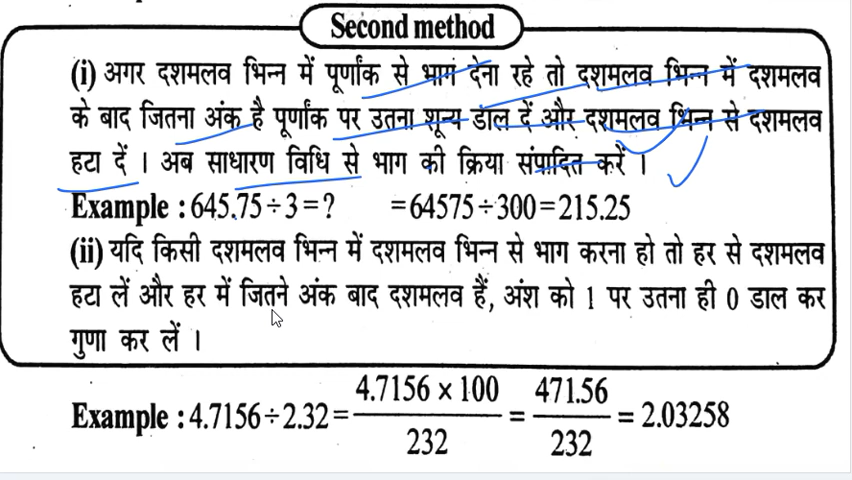 Second method
(i) अगर दशमलव भिन्न में पूर्णांक से भाग देना रहे तो दशमलव भिन्न में दशमलव
के बाद जितना अंक है पूर्णांक पर उतना शून्य डाल दें और दशमलव भिन्न से दशमलव
हटा दें । अब साधारण विधि से भाग की क्रिया संपादित करें ।
Example : 645.75÷3=? =64575÷300=215.25
(ii) यदि किसी दशमलव भिन्न में दशमलव भिन्न से भाग करना हो तो हर से दशमलव
हटा लें और हर में जितने अंक बाद दशमलव हैं, अंश को 1 पर उतना ही 0 डाल कर
गुणा कर लें ।
Example : 4.7156÷2.32= 4.7156 x 100 / 232 = 471.56 / 232 = 2.03258